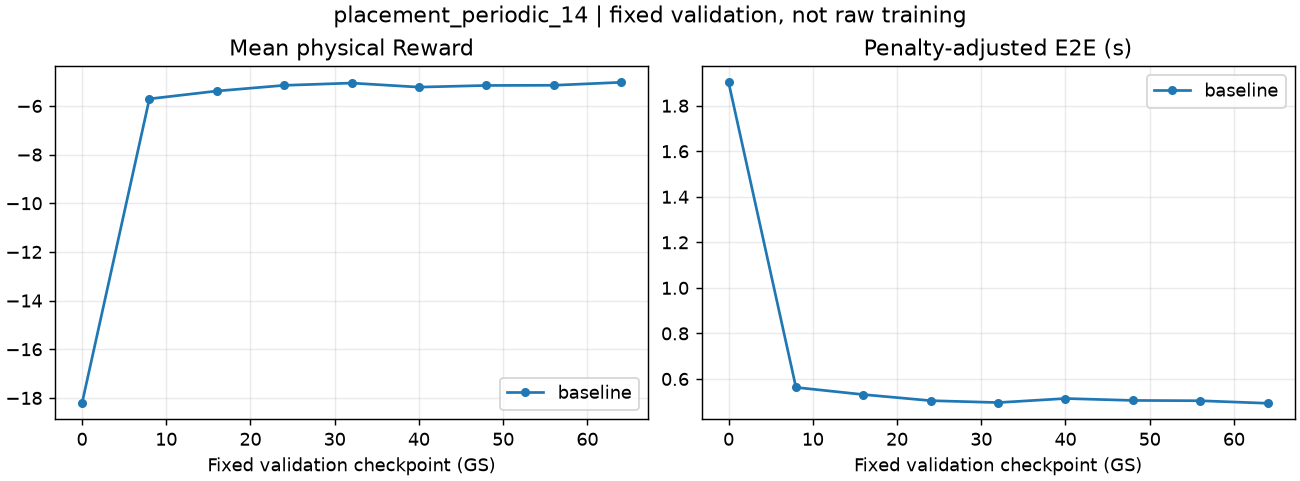 placement_periodic_14 | fixed validation, not raw training
Mean physical Reward
−6
−8
−10
−12
−14
−16
−18
0 10 20 30 40 50 60
baseline
Fixed validation checkpoint (GS)
Penalty-adjusted E2E (s)
baseline
1.8
1.6
1.4
1.2
1.0
0.8
0.6
0 10 20 30 40 50 60
Fixed validation checkpoint (GS)